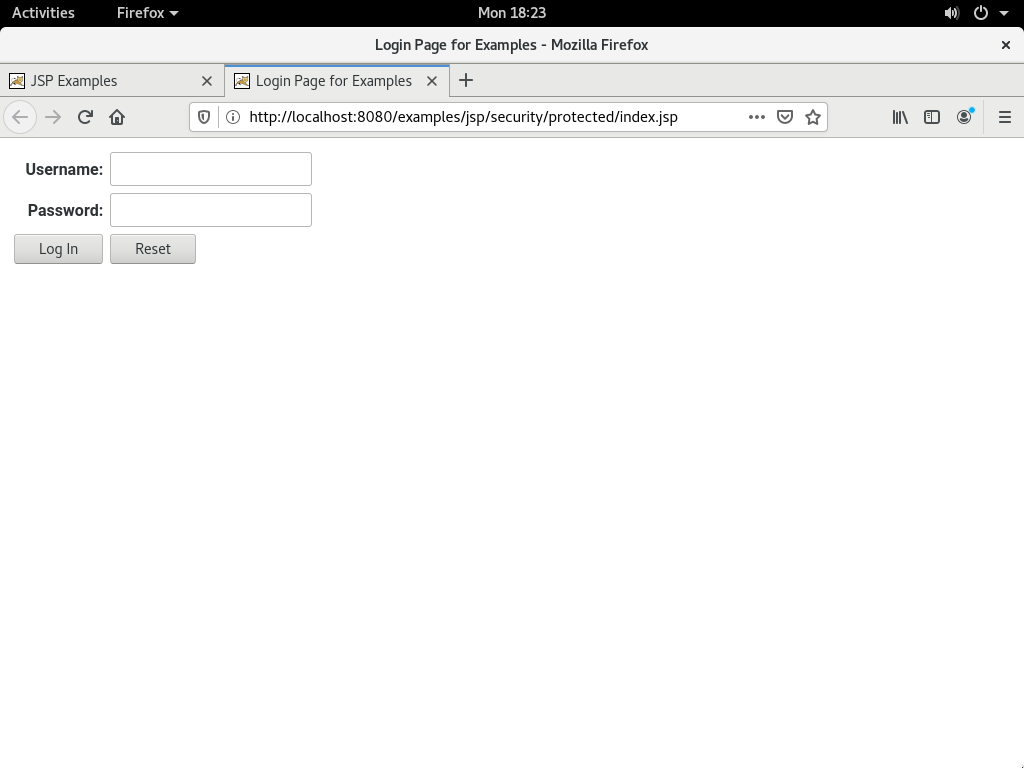 Activities Firefox Mon 18:23
Login Page for Examples - Mozilla Firefox
JSP Examples Login Page for Examples
http://localhost:8080/examples/jsp/security/protected/index.jsp
Username:
Password:
Log In Reset